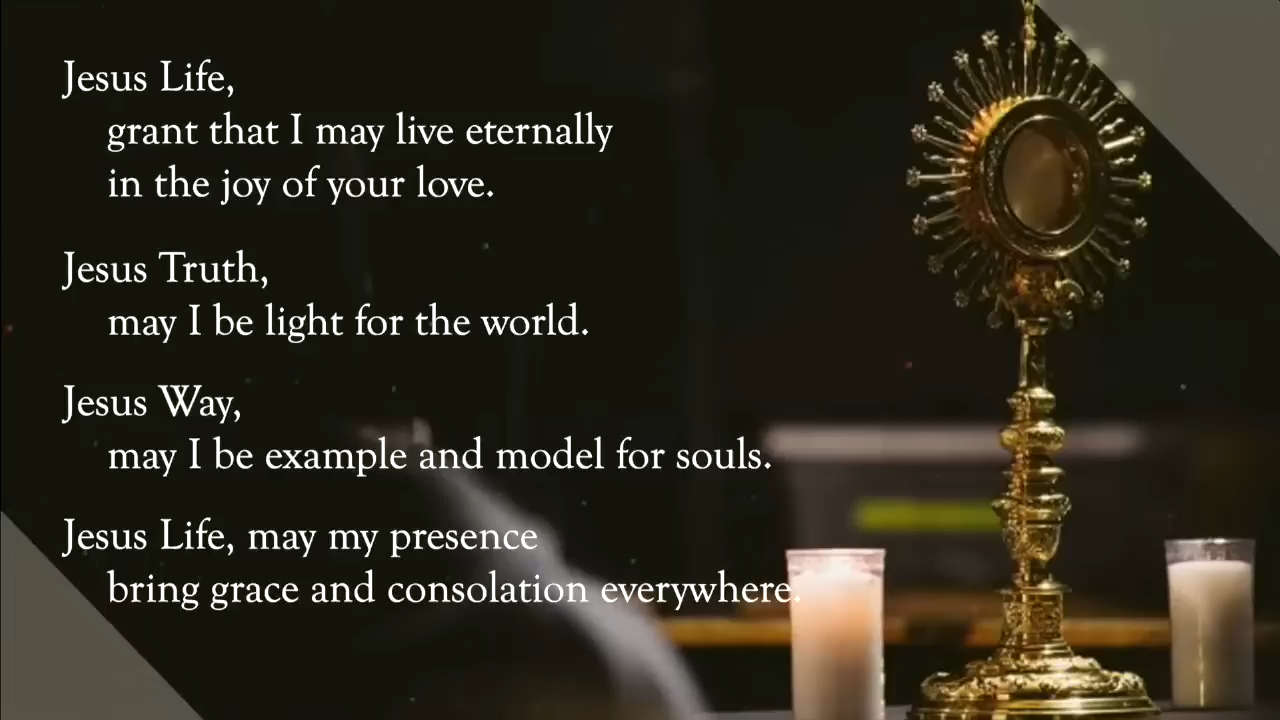 Jesus Life,
grant that I may live eternally
in the joy of your love.
Jesus Truth,
may I be light for the world.
Jesus Way,
may I be example and model for souls.
Jesus Life, may my presence
bring grace and consolation everywhere.